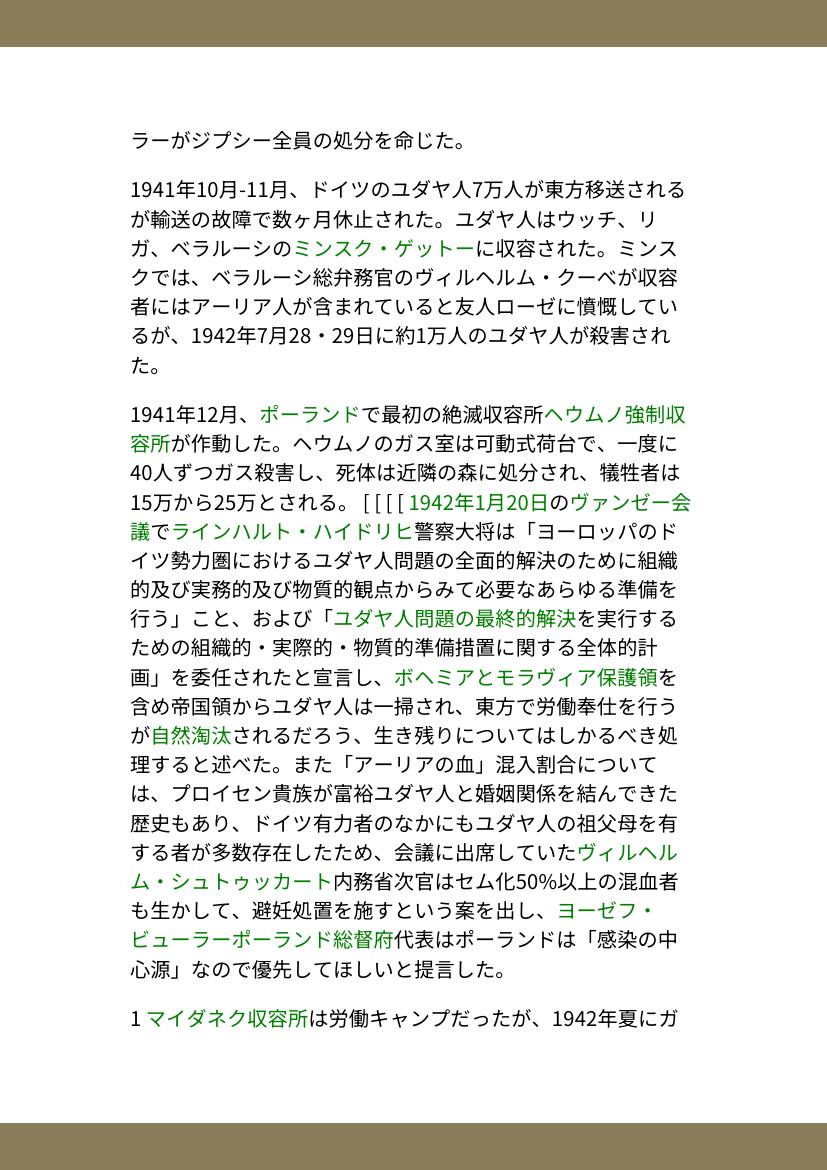 ラーがジプシー全員の処分を命じた。
1941年10月-11月、ドイツのユダヤ人7万人が東方移送される
が輸送の故障で数ヶ月休止された。ユダヤ人はウッチ、リ
ガ、ベラルーシのミンスク・ゲットーに収容された。ミンス
クでは、ベラルーシ総弁務官のヴィルヘルム・クーベが収容
者にはアーリア人が含まれていると友人ローゼに憤慨してい
るが、1942年7月28・29日に約1万人のユダヤ人が殺害され
た。
1941年12月、ポーランドで最初の絶滅収容所ヘウムノ強制収
容所が作動した。ヘウムノのガス室は可動式荷台で、一度に
40人ずつガス殺害し、死体は近隣の森に処分され、犠牲者は
15万から25万とされる。 [ [ [ [ 1942年1月20日のヴァンゼー会
議でラインハルト・ハイドリヒ警察大将は「ヨーロッパのド
イツ勢力圏におけるユダヤ人問題の全面的解決のために組織
的及び実務的及び物質的観点からみて必要なあらゆる準備を
行う」こと、および「ユダヤ人問題の最終的解決を実行する
ための組織的・実際的・物質的準備措置に関する全体的計
画」を委任されたと宣言し、ボヘミアとモラヴィア保護領を
含め帝国領からユダヤ人は一掃され、東方で労働奉仕を行う
が自然淘汰されるだろう、生き残りについてはしかるべき処
理すると述べた。また「アーリアの血」混入割合について
は、プロイセン貴族が富裕ユダヤ人と婚姻関係を結んできた
歴史もあり、ドイツ有力者のなかにもユダヤ人の祖父母を有
する者が多数存在したため、会議に出席していたヴィルヘル
ム・シュトゥッカート内務省次官はセム化50%以上の混血者
も生かして、避妊処置を施すという案を出し、ヨーゼフ・
ビューラーポーランド総督府代表はポーランドは「感染の中
心源」なので優先してほしいと提言した。
1 マイダネク収容所は労働キャンプだったが、1942年夏にガ